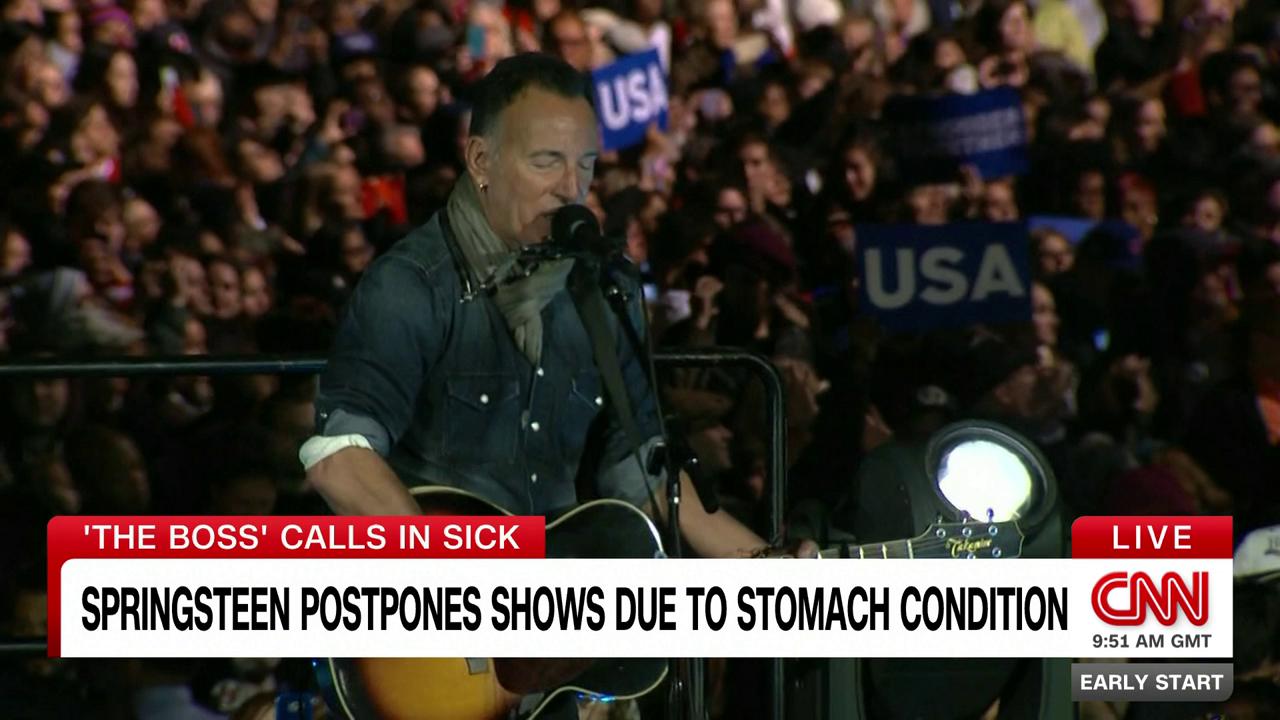 USA
USA
Takamine
'THE BOSS' CALLS IN SICK
LIVE
SPRINGSTEEN POSTPONES SHOWS DUE TO STOMACH CONDITION
CNN
9:51 AM GMT
EARLY START